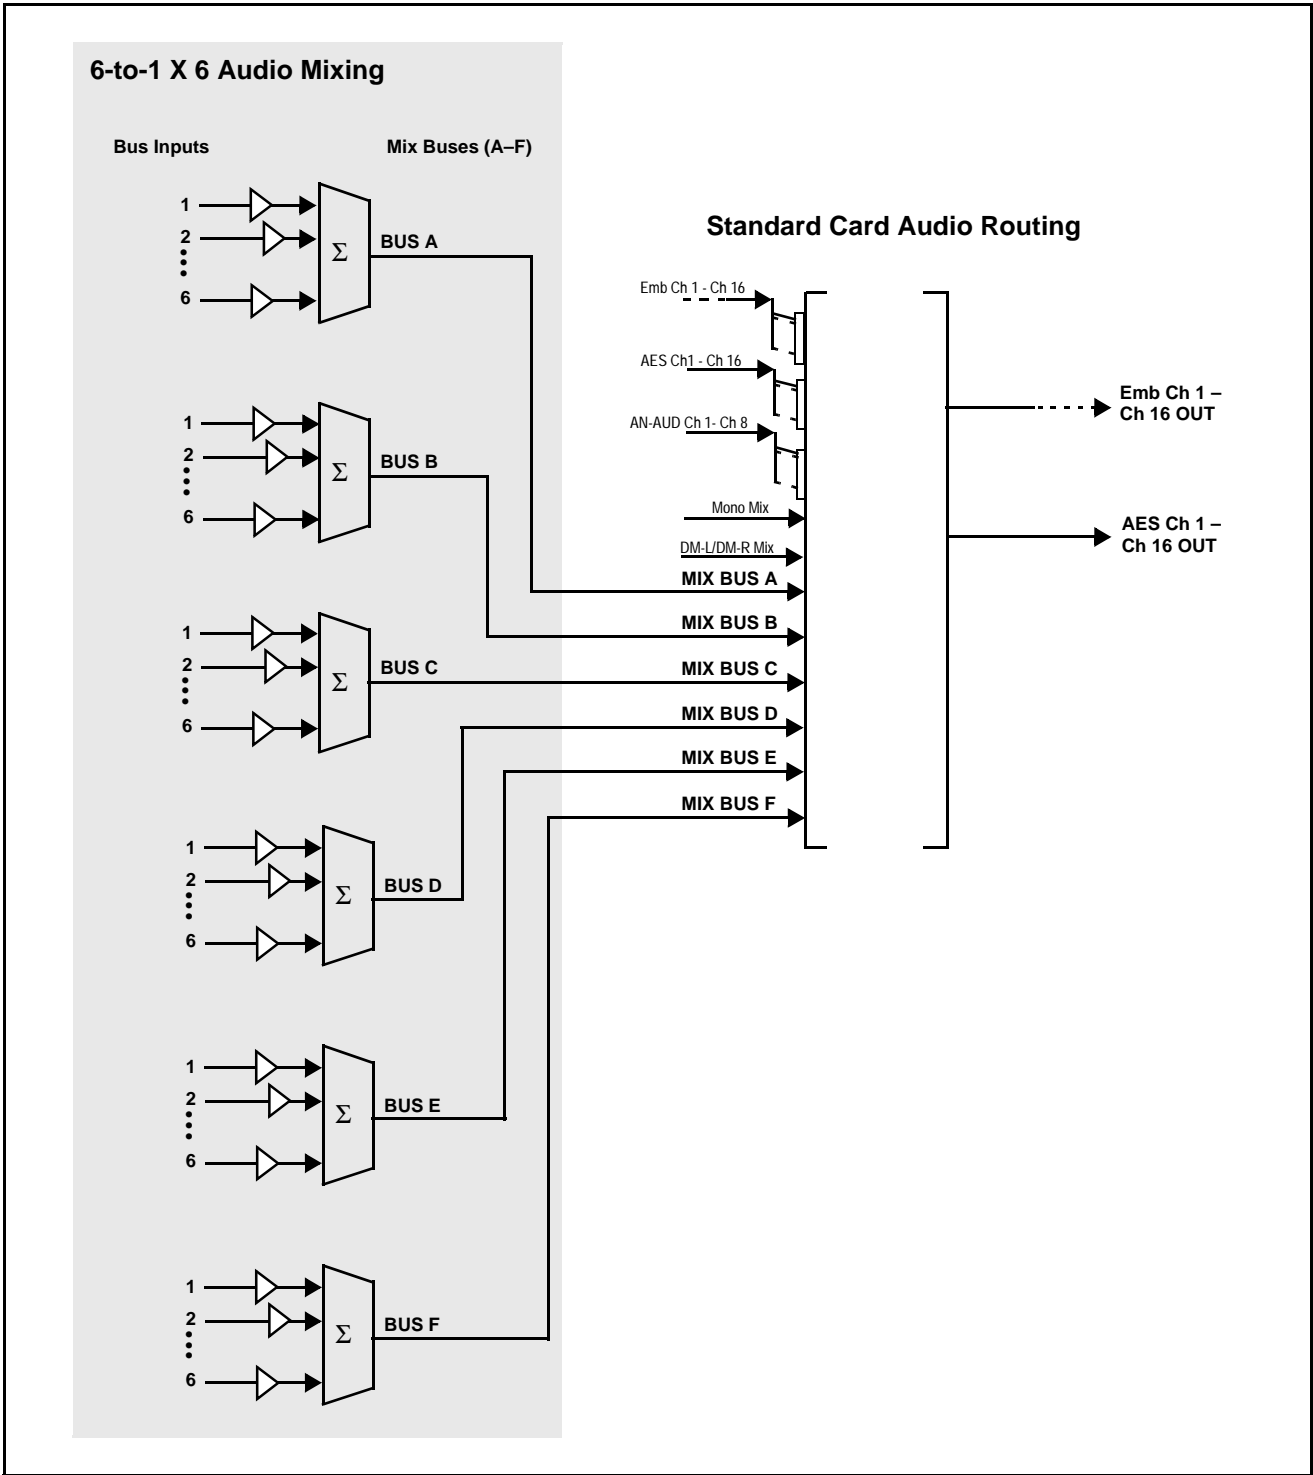 6-to-1 X 6 Audio Mixing
Bus Inputs
Mix Buses (A–F)
1
2
6
Σ
BUS A
1
2
6
Σ
BUS B
1
2
6
Σ
BUS C
1
2
6
Σ
BUS D
1
2
6
Σ
BUS E
1
2
6
Σ
BUS F
Standard Card Audio Routing
Emb Ch 1 - Ch 16
AES Ch1 - Ch 16
AN-AUD Ch 1- Ch 8
Mono Mix
DM-L/DM-R Mix
MIX BUS A
MIX BUS B
MIX BUS C
MIX BUS D
MIX BUS E
MIX BUS F
Emb Ch 1 –
Ch 16 OUT
AES Ch 1 –
Ch 16 OUT